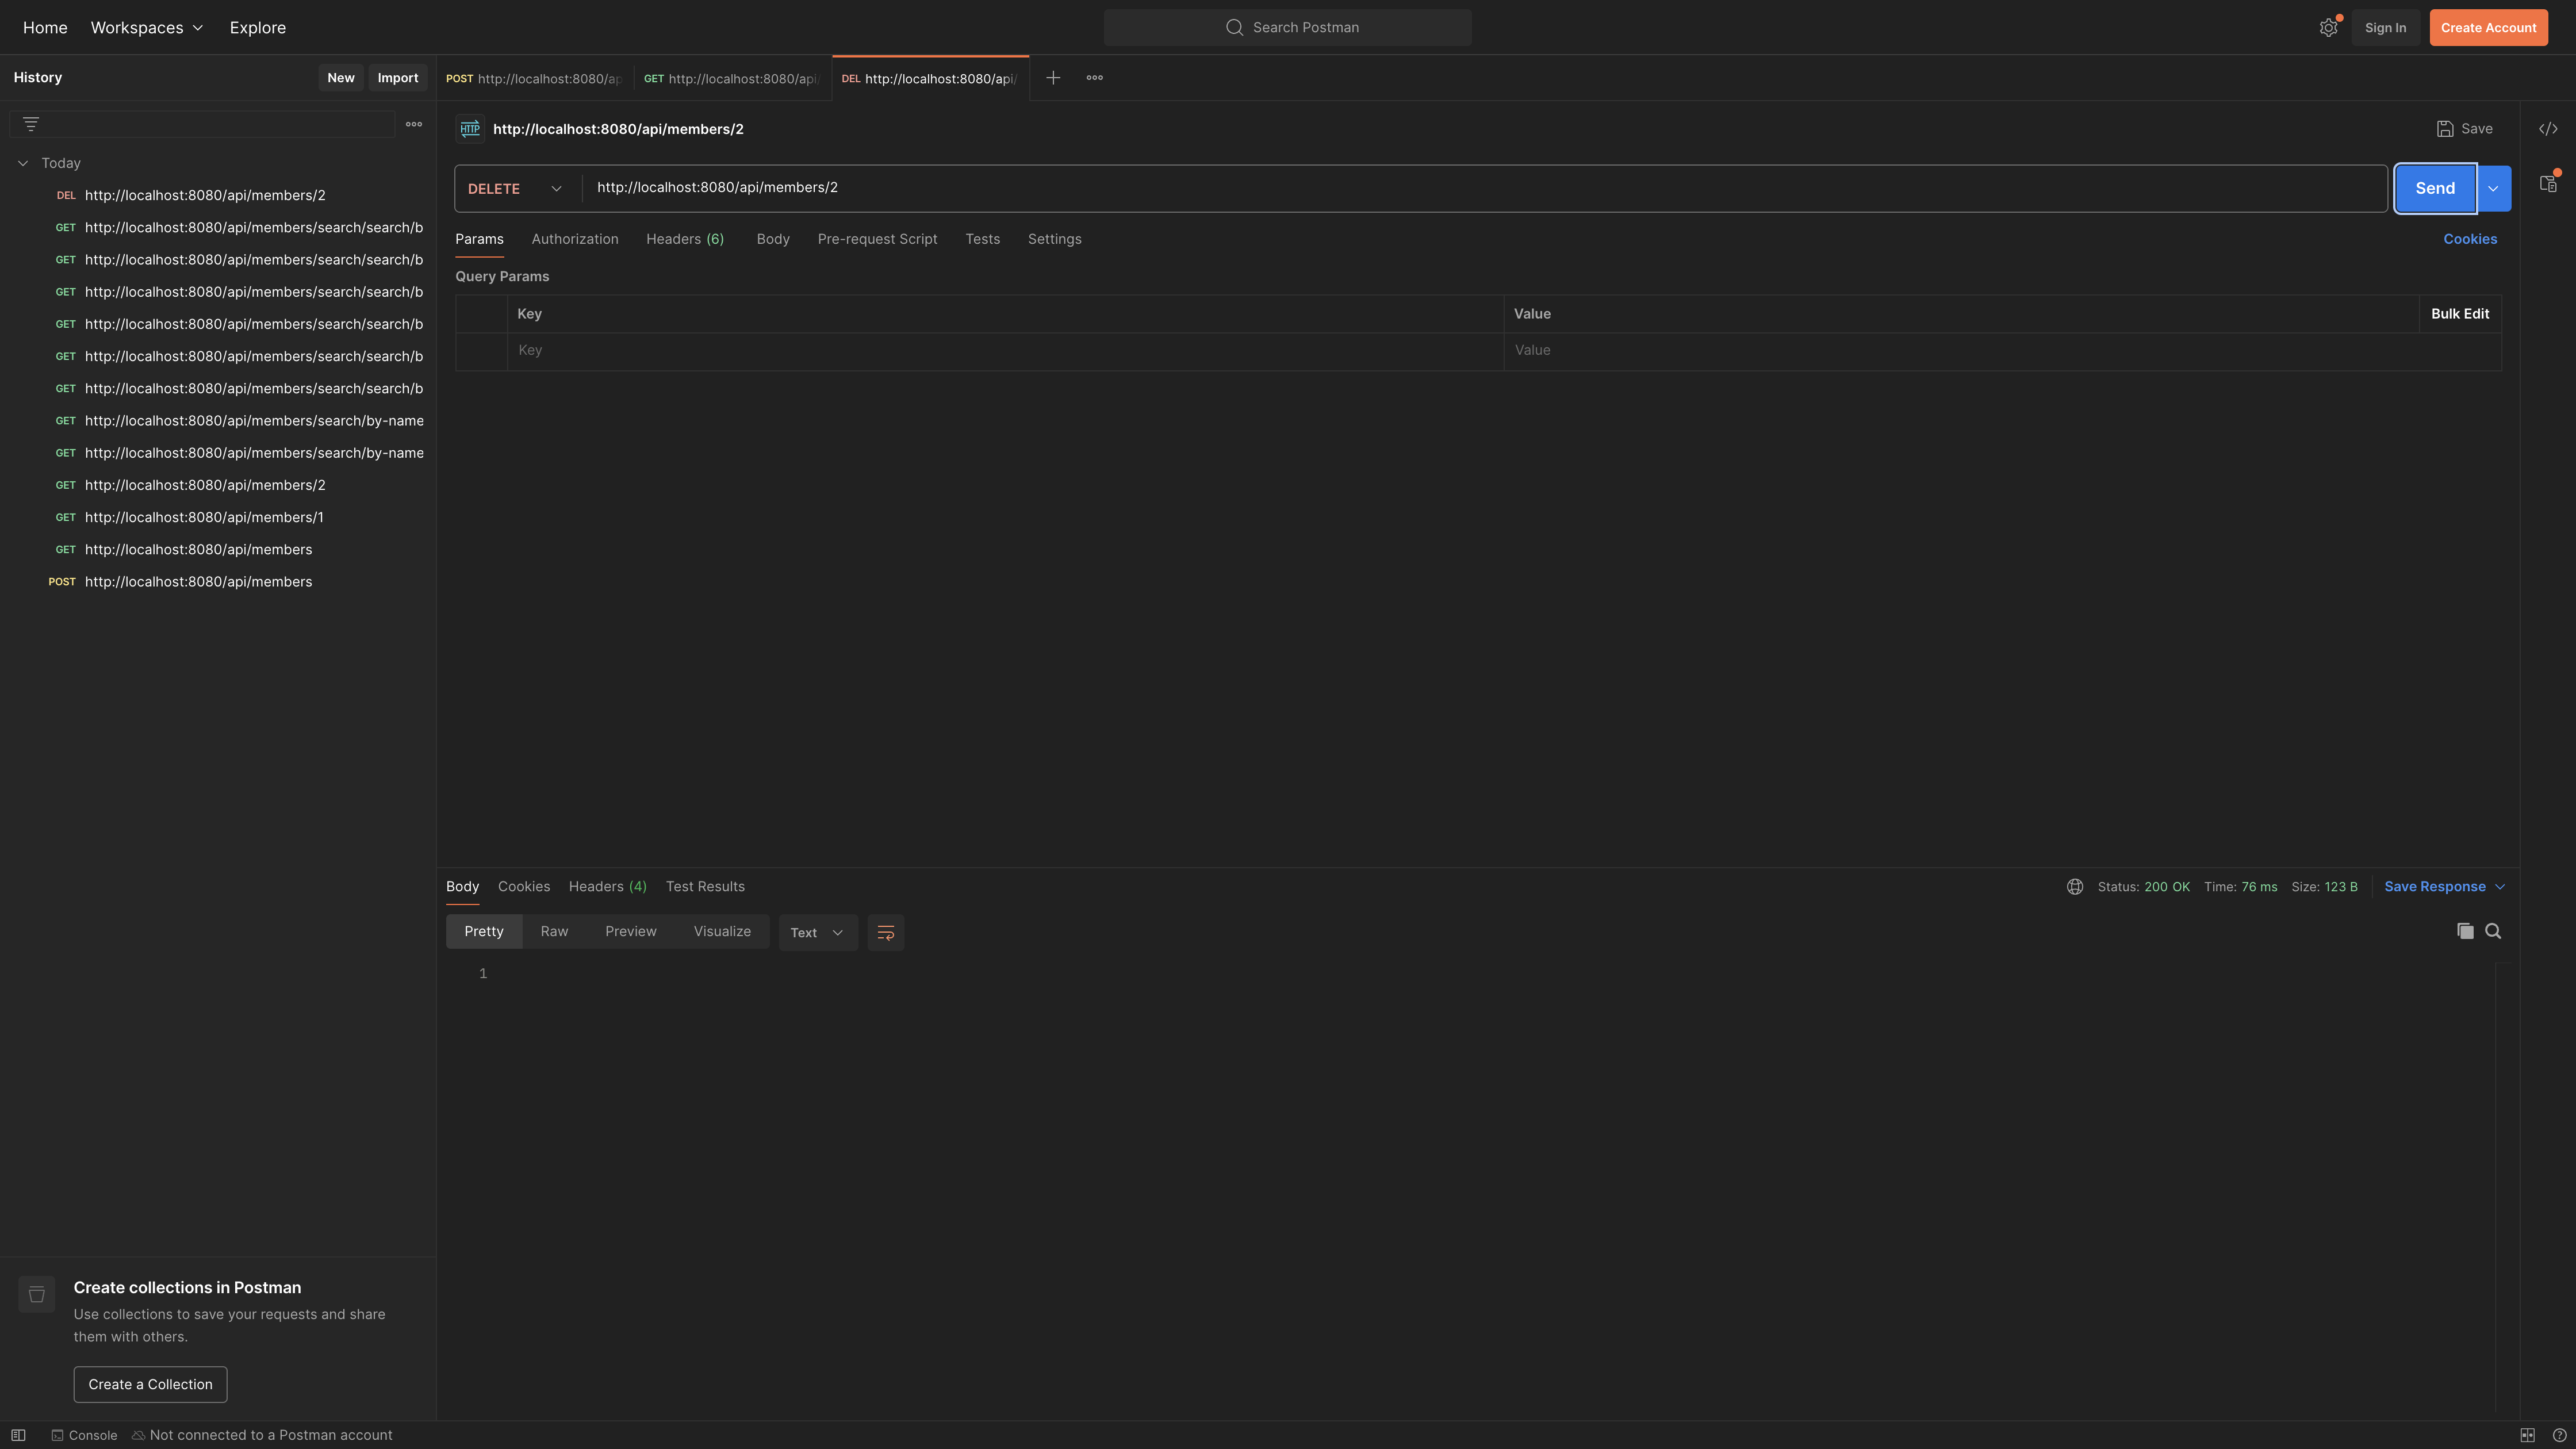 Home Workspaces Explore Search Postman Sign In Create Account
History New Import
POST http://localhost:8080/ap GET http://localhost:8080/api/ DEL http://localhost:8080/api/
HTTP http://localhost:8080/api/members/2 Save
Today
DEL http://localhost:8080/api/members/2
GET http://localhost:8080/api/members/search/search/b
GET http://localhost:8080/api/members/search/search/b
GET http://localhost:8080/api/members/search/search/b
GET http://localhost:8080/api/members/search/search/b
GET http://localhost:8080/api/members/search/search/b
GET http://localhost:8080/api/members/search/search/b
GET http://localhost:8080/api/members/search/by-name
GET http://localhost:8080/api/members/search/by-name
GET http://localhost:8080/api/members/2
GET http://localhost:8080/api/members/1
GET http://localhost:8080/api/members
POST http://localhost:8080/api/members
DELETE http://localhost:8080/api/members/2 Send
Params Authorization Headers (6) Body Pre-request Script Tests Settings Cookies
Query Params
Key Value Bulk Edit
Key Value
Body Cookies Headers (4) Test Results Status: 200 OK Time: 76 ms Size: 123 B Save Response
Pretty Raw Preview Visualize Text
1
Create collections in Postman
Use collections to save your requests and share
them with others.
Create a Collection
Console Not connected to a Postman account